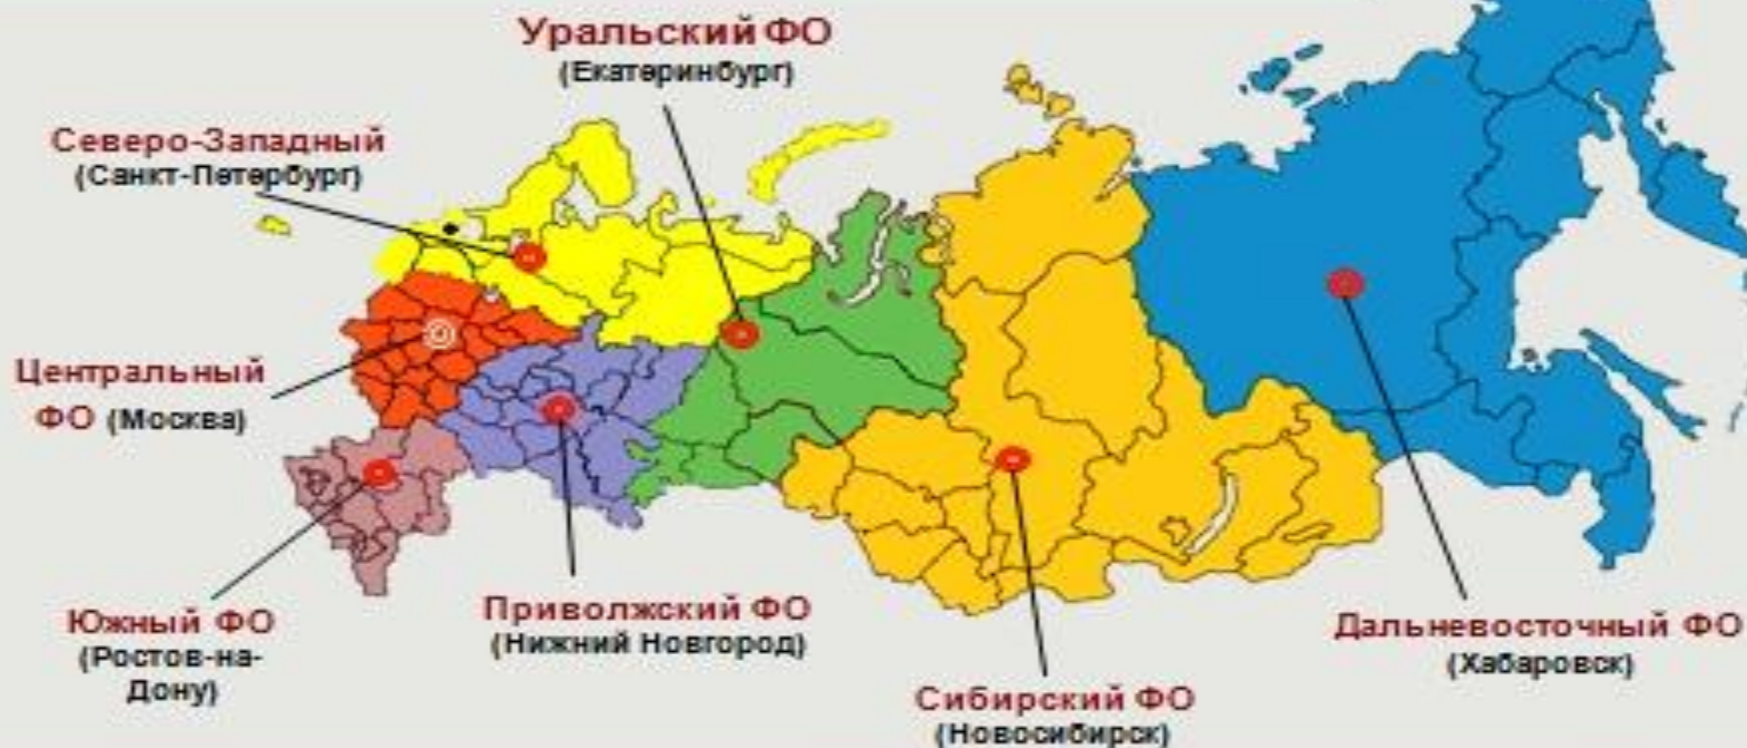 Уральский ФО
(Екатеринбург)
Северо-Западный
(Санкт-Петербург)
Центральный
ФО (Москва)
Южный ФО
(Ростов-на-
Дону)
Приволжский ФО
(Нижний Новгород)
Сибирский ФО
(Новосибирск)
Дальневосточный ФО
(Хабаровск)